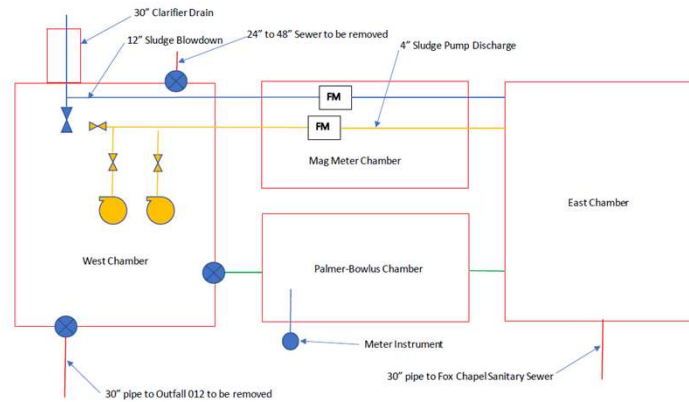 30” Clarifier Drain
12” Sludge Blowdown
24” to 48” Sewer to be removed
4” Sludge Pump Discharge
FM
FM
Mag Meter Chamber
East Chamber
West Chamber
Palmer-Bowlus Chamber
Meter Instrument
30” pipe to Fox Chapel Sanitary Sewer
30” pipe to Outfall 012 to be removed